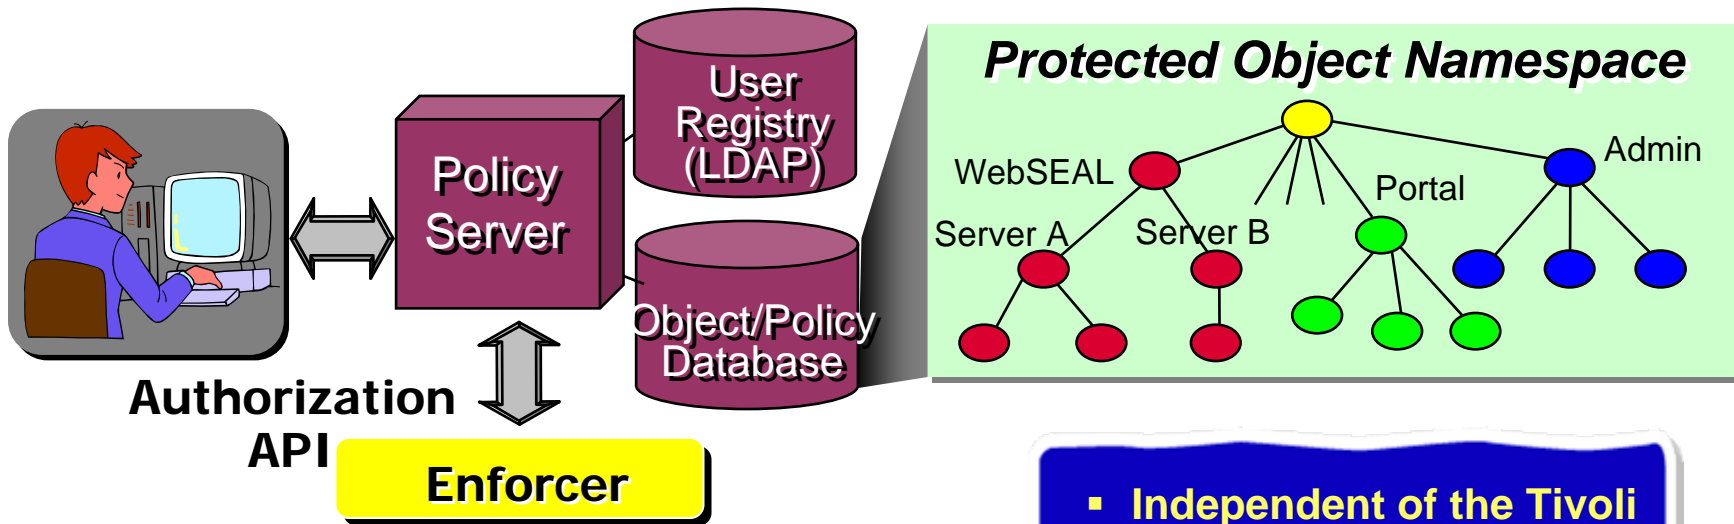 Policy
Server
User
Registry
(LDAP)
Object/Policy
Database
Authorization
API
Enforcer
Protected Object Namespace
WebSEAL
Admin
Portal
Server A
Server B
▪ Independent of the Tivoli